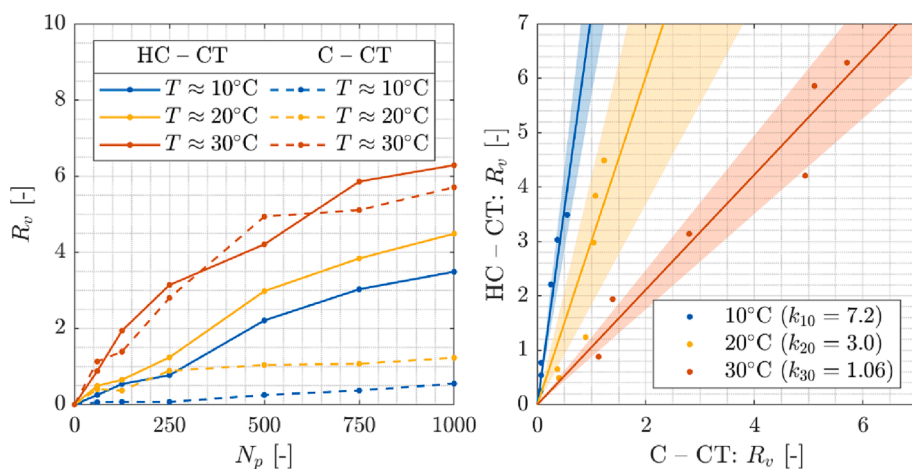 HC – CT C – CT
T ≈ 10°C T ≈ 10°C
T ≈ 20°C T ≈ 20°C
T ≈ 30°C T ≈ 30°C
10
8
6
4
2
0
R_v [-]
0 250 500 750 1000
N_p [-]
7
6
5
4
3
2
1
0
HC – CT: R_v [-]
10°C (k_10 = 7.2)
20°C (k_20 = 3.0)
30°C (k_30 = 1.06)
0 2 4 6
C – CT: R_v [-]